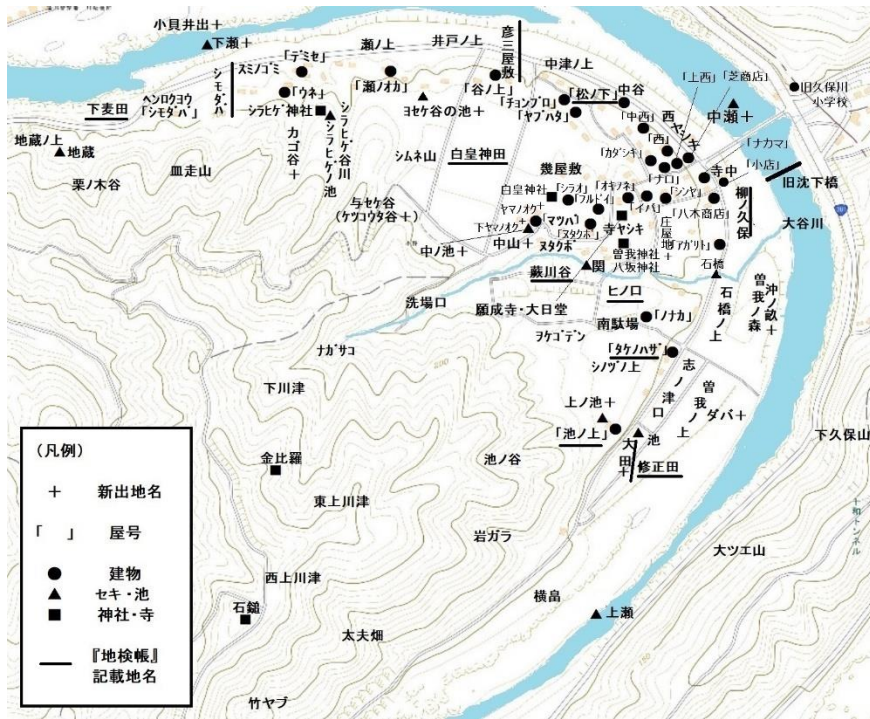 小貝井出+
下瀬+
瀬ノ上
井戸ノ上
彦三屋敷
中津ノ上
スミノゴミ
「デミセ」
シモダバ
「ウネ」
「瀬ノオカ」
「谷ノ上」
「松ノ下」
中谷
「上西」
「芝商店」
旧久保川
小学校
中瀬+
下麦田
ヘンロウヨウ
「シモダバ」
シラヒゲ神社
カゴ谷+
シラヒゲ谷川
シラヒゲノ池
ヨセケ谷の池+
「チョンブロ」
「ヤブハタ」
「中西」
「西」
「カダシキ」
「ナロ」
「ナカマ」
「小店」
寺中
旧沈下橋
地蔵ノ上
地蔵
栗ノ木谷
皿走山
シムネ山
白皇神田
幾屋敷
白皇神社
「シラオ」
「フルドイ」
「オキノネ」
「イバ」
「シンヤ」
「八木商店」
柳ノ久保
大谷川
与セケ谷
(ケツコウタ谷+)
ヤマノオク+
下ヤマノオク+
「マツバ」
「ヌタクボ」
ヌタクボ
寺ヤシキ
庄屋地+
「アガリト」
中ノ池+
中山+
曽我神社
八坂神社
石橋
蕨川谷
関
洗場口
願成寺・大日堂
ヒノ口
石橋ノ上
曽我ノ森
沖ノ畝+
ナガサコ
南駄場
「ノナカ」
ヲケゴデン
「タケノハザ」
シノヅノ上
志ノ津口
曽我ノ上
ダバ+
下川津
上ノ池+
「池ノ上」
大田+
池
修正田
下久保山
金比羅
池ノ谷
東上川津
岩ガラ
大ツエ山
十和トンネル
西上川津
石鎚
横畠
上瀬
太夫畑
竹ヤブ
200
150
(凡例)
+ 新出地名
「 」 屋号
● 建物
▲ セキ・池
■ 神社・寺
『地検帳』
記載地名